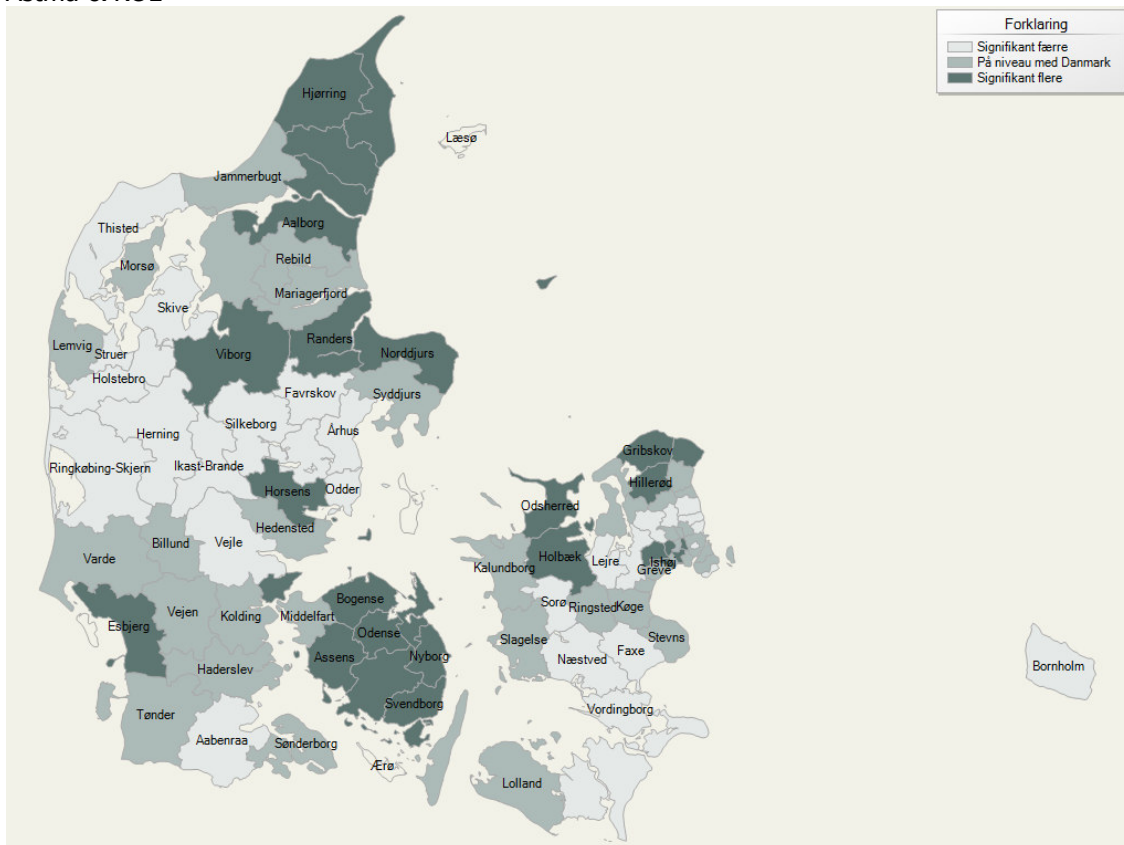 Astma & KOL
Forklaring
Signifikant færre
På niveau med Danmark
Signifikant flere
Hjørring
Læsø
Jammerbugt
Thisted
Aalborg
Morsø
Rebild
Mariagerfjord
Skive
Lemvig
Struer
Viborg
Randers
Norddjurs
Holstebro
Favrskov
Syddjurs
Herning
Silkeborg
Århus
Ringkøbing-Skjern
Ikast-Brande
Horsens
Odder
Gribskov
Hillerød
Odsherred
Hedensted
Billund
Vejle
Varde
Kalundborg
Holbæk
Lejre
Ishøj
Greve
Esbjerg
Vejen
Kolding
Middelfart
Bogense
Odense
Sorø
Ringsted
Køge
Slagelse
Stevns
Haderslev
Assens
Nyborg
Næstved
Faxe
Bornholm
Svendborg
Tønder
Aabenraa
Sønderborg
Vordingborg
Ærø
Lolland